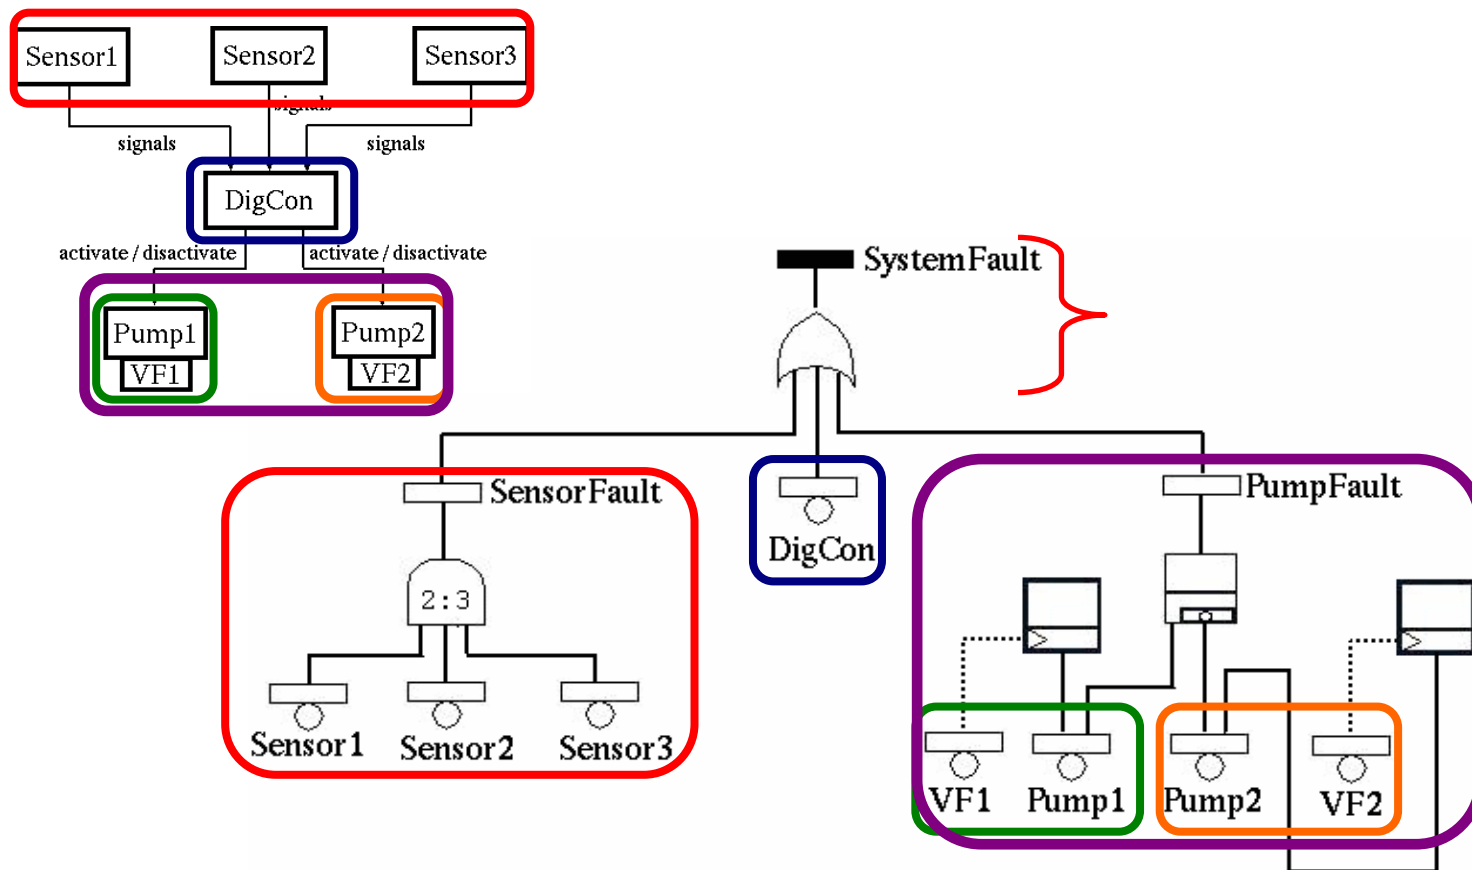 Sensor1
Sensor2
Sensor3
signals
signals
signals
DigCon
activate / disactivate
activate / disactivate
Pump1
Pump2
VF1
VF2
SystemFault
SensorFault
DigCon
PumpFault
2:3
Sensor1
Sensor2
Sensor3
VF1
Pump1
Pump2
VF2